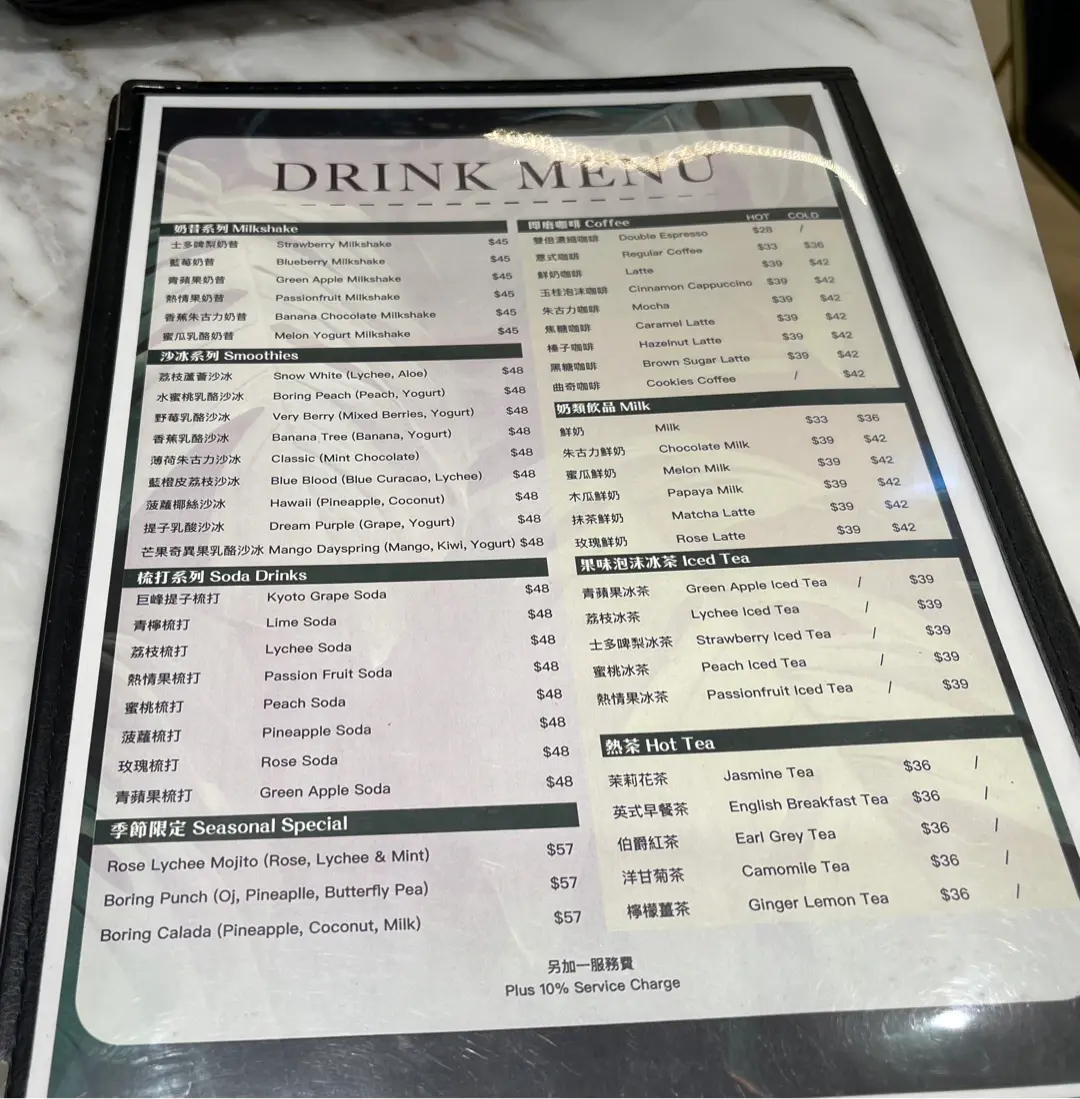 DRINK MENU
奶昔系列 Milkshake
士多啤梨奶昔 Strawberry Milkshake $45
藍莓奶昔 Blueberry Milkshake $45
青蘋果奶昔 Green Apple Milkshake $45
熱情果奶昔 Passionfruit Milkshake $45
香蕉朱古力奶昔 Banana Chocolate Milkshake $45
蜜瓜乳酪奶昔 Melon Yogurt Milkshake $45
沙冰系列 Smoothies
荔枝蘆薈沙冰 Snow White (Lychee, Aloe) $48
水蜜桃乳酪沙冰 Boring Peach (Peach, Yogurt) $48
野莓乳酪沙冰 Very Berry (Mixed Berries, Yogurt) $48
香蕉乳酪沙冰 Banana Tree (Banana, Yogurt) $48
薄荷朱古力沙冰 Classic (Mint Chocolate) $48
藍橙皮荔枝沙冰 Blue Blood (Blue Curacao, Lychee) $48
菠蘿椰絲沙冰 Hawaii (Pineapple, Coconut) $48
提子乳酸沙冰 Dream Purple (Grape, Yogurt) $48
芒果奇異果乳酪沙冰 Mango Dayspring (Mango, Kiwi, Yogurt) $48
梳打系列 Soda Drinks
巨峰提子梳打 Kyoto Grape Soda $48
青檸梳打 Lime Soda $48
荔枝梳打 Lychee Soda $48
熱情果梳打 Passion Fruit Soda $48
蜜桃梳打 Peach Soda $48
菠蘿梳打 Pineapple Soda $48
玫瑰梳打 Rose Soda $48
青蘋果梳打 Green Apple Soda $48
季節限定 Seasonal Special
Rose Lychee Mojito (Rose, Lychee & Mint) $57
Boring Punch (Oj, Pineaplle, Butterfly Pea) $57
Boring Calada (Pineapple, Coconut, Milk) $57
即磨咖啡 Coffee HOT COLD
雙倍濃縮咖啡 Double Espresso $28 /
意式咖啡 Regular Coffee $33 $36
鮮奶咖啡 Latte $39 $42
玉桂泡沫咖啡 Cinnamon Cappuccino $39 $42
朱古力咖啡 Mocha $39 $42
焦糖咖啡 Caramel Latte $39 $42
榛子咖啡 Hazelnut Latte $39 $42
黑糖咖啡 Brown Sugar Latte $39 $42
曲奇咖啡 Cookies Coffee / $42
奶類飲品 Milk
鮮奶 Milk $33 $36
朱古力鮮奶 Chocolate Milk $39 $42
蜜瓜鮮奶 Melon Milk $39 $42
木瓜鮮奶 Papaya Milk $39 $42
抹茶鮮奶 Matcha Latte $39 $42
玫瑰鮮奶 Rose Latte $39 $42
果味泡沫冰茶 Iced Tea
青蘋果冰茶 Green Apple Iced Tea / $39
荔枝冰茶 Lychee Iced Tea / $39
士多啤梨冰茶 Strawberry Iced Tea / $39
蜜桃冰茶 Peach Iced Tea / $39
熱情果冰茶 Passionfruit Iced Tea / $39
熱茶 Hot Tea
茉莉花茶 Jasmine Tea $36 /
英式早餐茶 English Breakfast Tea $36 /
伯爵紅茶 Earl Grey Tea $36 /
洋甘菊茶 Camomile Tea $36 /
檸檬薑茶 Ginger Lemon Tea $36 /
另加一服務費
Plus 10% Service Charge